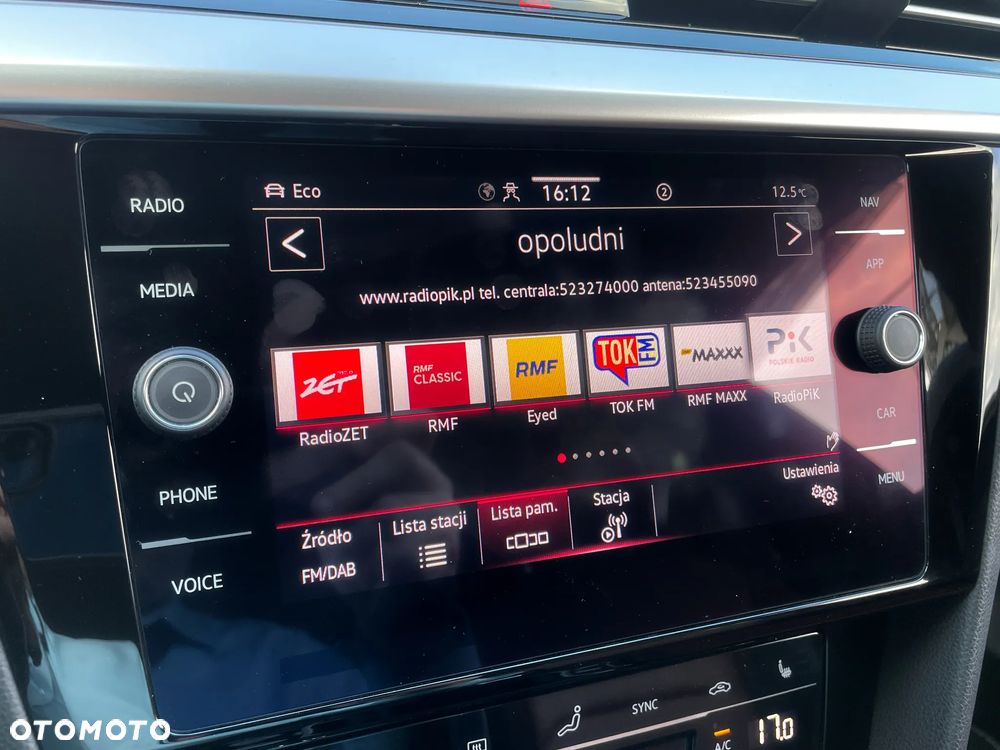 RADIO
MEDIA
PHONE
VOICE
Eco
16:12
2
12.5°C
<
opoludni
>
www.radiopik.pl tel. centrala:523274000 antena:523455090
ZET
RMF CLASSIC
RMF
TOK FM
RMF MAXXX
PiK
POLSKIE RADIO
RadioZET
RMF
Eyed
TOK FM
RMF MAXX
RadioPiK
Ustawienia
Źródło
FM/DAB
Lista stacji
Lista pam.
Stacja
NAV
APP
CAR
MENU
SYNC
A/C
17.0
OTOMOTO